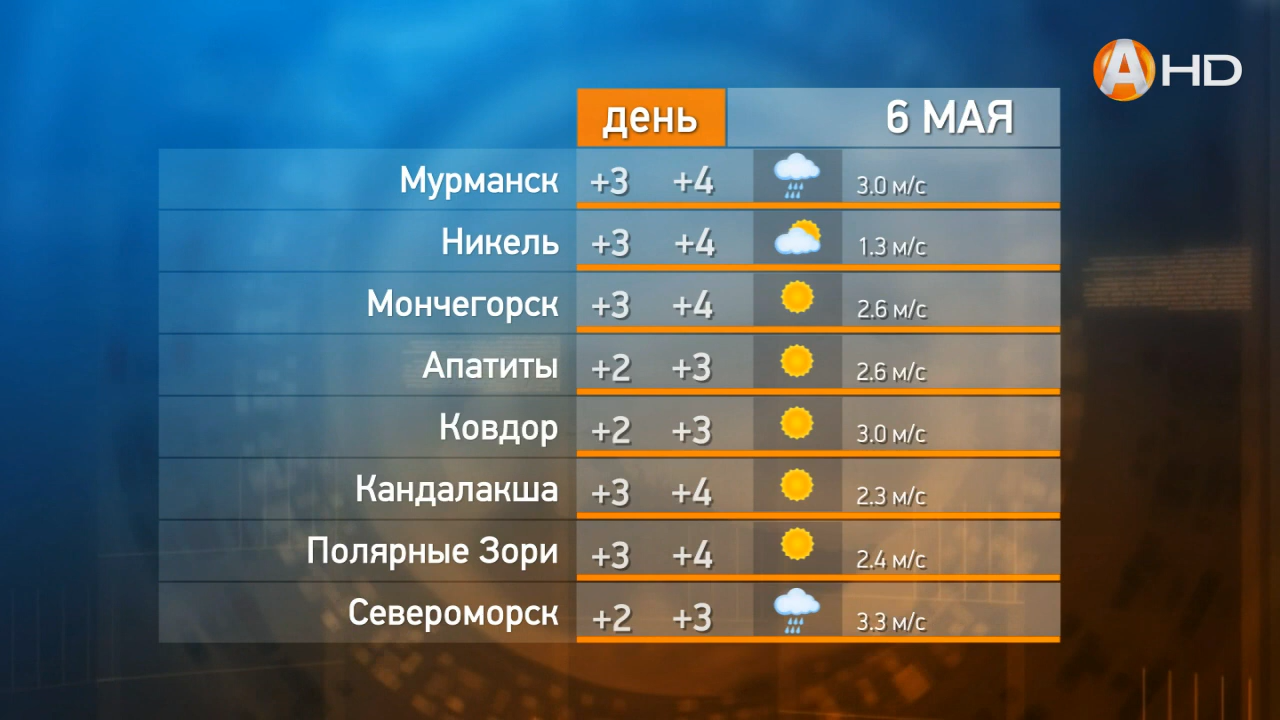 А HD
день 6 МАЯ
Мурманск +3 +4 3.0 м/с
Никель +3 +4 1.3 м/с
Мончегорск +3 +4 2.6 м/с
Апатиты +2 +3 2.6 м/с
Ковдор +2 +3 3.0 м/с
Кандалакша +3 +4 2.3 м/с
Полярные Зори +3 +4 2.4 м/с
Североморск +2 +3 3.3 м/с